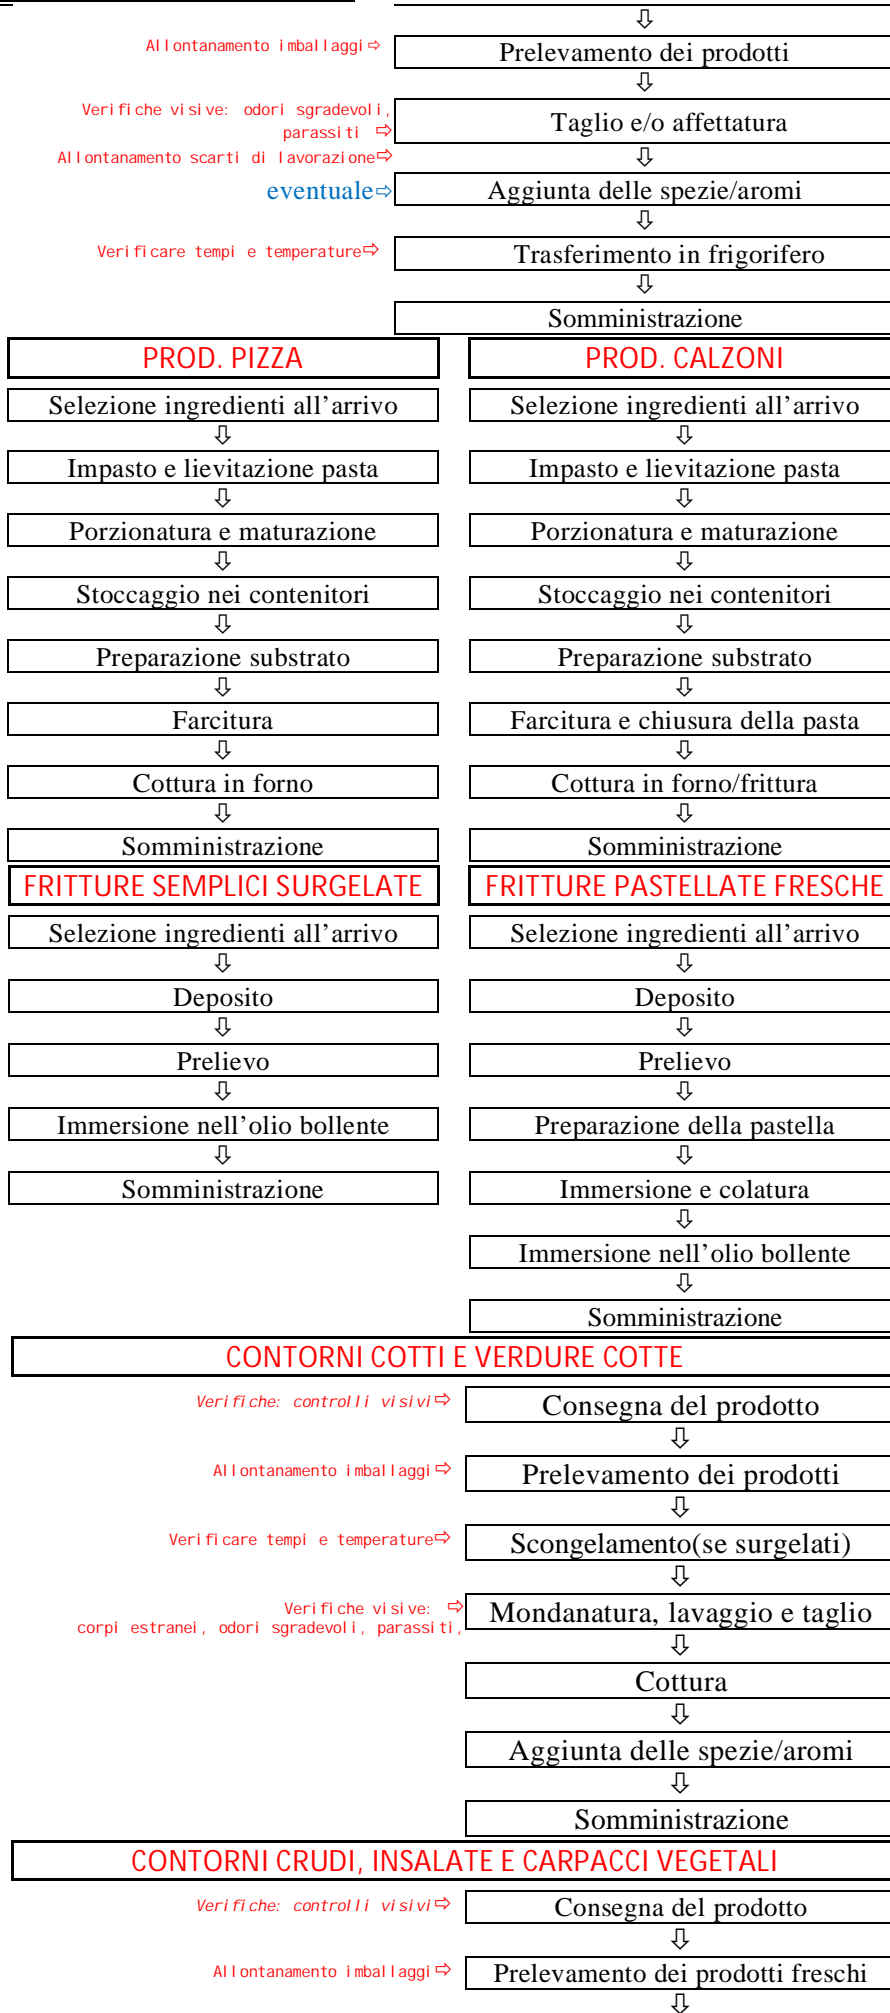 ⇩
Allontanamento imballaggi⇨ Prelevamento dei prodotti
⇩
Verifiche visive: odori sgradevoli,
parassiti ⇨ Taglio e/o affettatura
Allontanamento scarti di lavorazione⇨ ⇩
eventuale⇨ Aggiunta delle spezie/aromi
⇩
Verificare tempi e temperature⇨ Trasferimento in frigorifero
⇩
Somministrazione
PROD. PIZZA
Selezione ingredienti all’arrivo
⇩
Impasto e lievitazione pasta
⇩
Porzionatura e maturazione
⇩
Stoccaggio nei contenitori
⇩
Preparazione substrato
⇩
Farcitura
⇩
Cottura in forno
⇩
Somministrazione
PROD. CALZONI
Selezione ingredienti all’arrivo
⇩
Impasto e lievitazione pasta
⇩
Porzionatura e maturazione
⇩
Stoccaggio nei contenitori
⇩
Preparazione substrato
⇩
Farcitura e chiusura della pasta
⇩
Cottura in forno/frittura
⇩
Somministrazione
FRITTURE SEMPLICI SURGELATE
Selezione ingredienti all’arrivo
⇩
Deposito
⇩
Prelievo
⇩
Immersione nell’olio bollente
⇩
Somministrazione
FRITTURE PASTELLATE FRESCHE
Selezione ingredienti all’arrivo
⇩
Deposito
⇩
Prelievo
⇩
Preparazione della pastella
⇩
Immersione e colatura
⇩
Immersione nell’olio bollente
⇩
Somministrazione
CONTORNI COTTI E VERDURE COTTE
Verifiche: controlli visivi⇨ Consegna del prodotto
⇩
Allontanamento imballaggi⇨ Prelevamento dei prodotti
⇩
Verificare tempi e temperature⇨ Scongelamento(se surgelati)
⇩
Verifiche visive: ⇨ Mondanatura, lavaggio e taglio
corpi estranei, odori sgradevoli, parassiti,
⇩
Cottura
⇩
Aggiunta delle spezie/aromi
⇩
Somministrazione
CONTORNI CRUDI, INSALATE E CARPACCI VEGETALI
Verifiche: controlli visivi⇨ Consegna del prodotto
⇩
Allontanamento imballaggi⇨ Prelevamento dei prodotti freschi
⇩